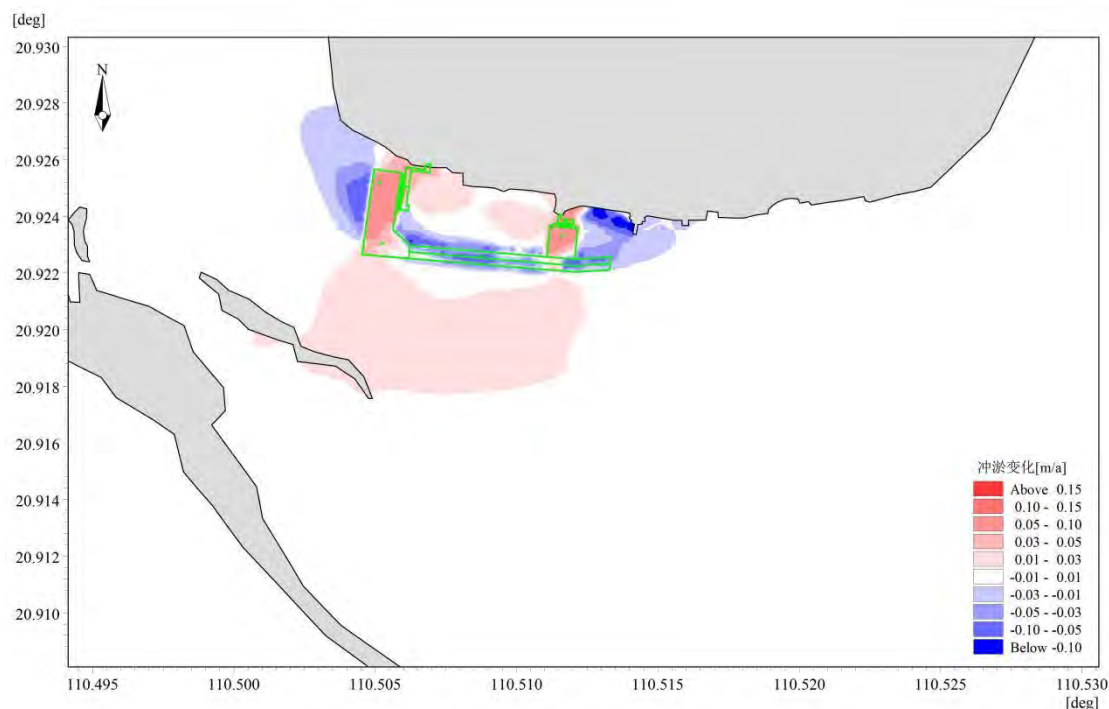 [deg]
20.930
N
20.928
20.926
20.924
20.922
20.920
20.918
20.916
20.914
20.912
20.910
冲淤变化[m/a]
Above 0.15
0.10 - 0.15
0.05 - 0.10
0.03 - 0.05
0.01 - 0.03
-0.01 - 0.01
-0.03 - -0.01
-0.05 - -0.03
-0.10 - -0.05
Below -0.10
110.495 110.500 110.505 110.510 110.515 110.520 110.525 110.530
[deg]